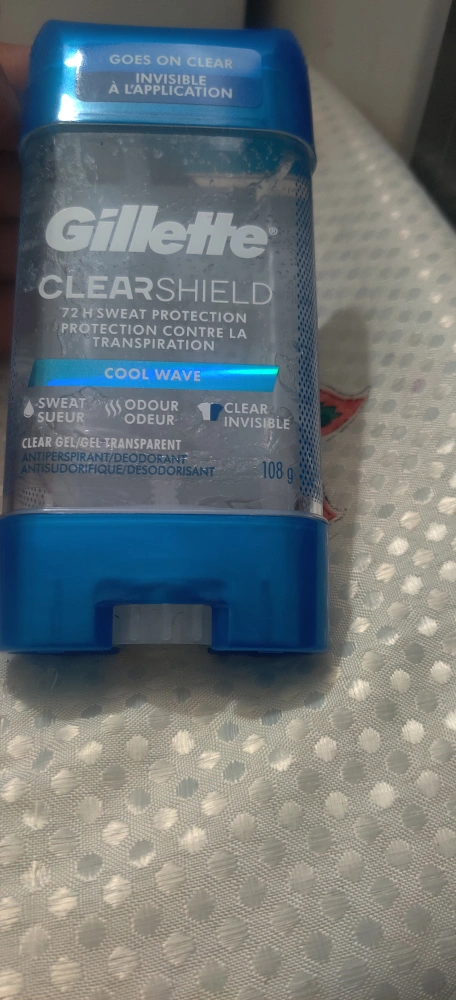 GOES ON CLEAR
INVISIBLE
À L'APPLICATION
Gillette®
CLEARSHIELD
72 H SWEAT PROTECTION
PROTECTION CONTRE LA
TRANSPIRATION
COOL WAVE
SWEAT
SUEUR
ODOUR
ODEUR
CLEAR
INVISIBLE
CLEAR GEL/GEL TRANSPARENT
ANTIPERSPIRANT/DEODORANT
ANTISUDORIFIQUE/DÉSODORISANT
108 g